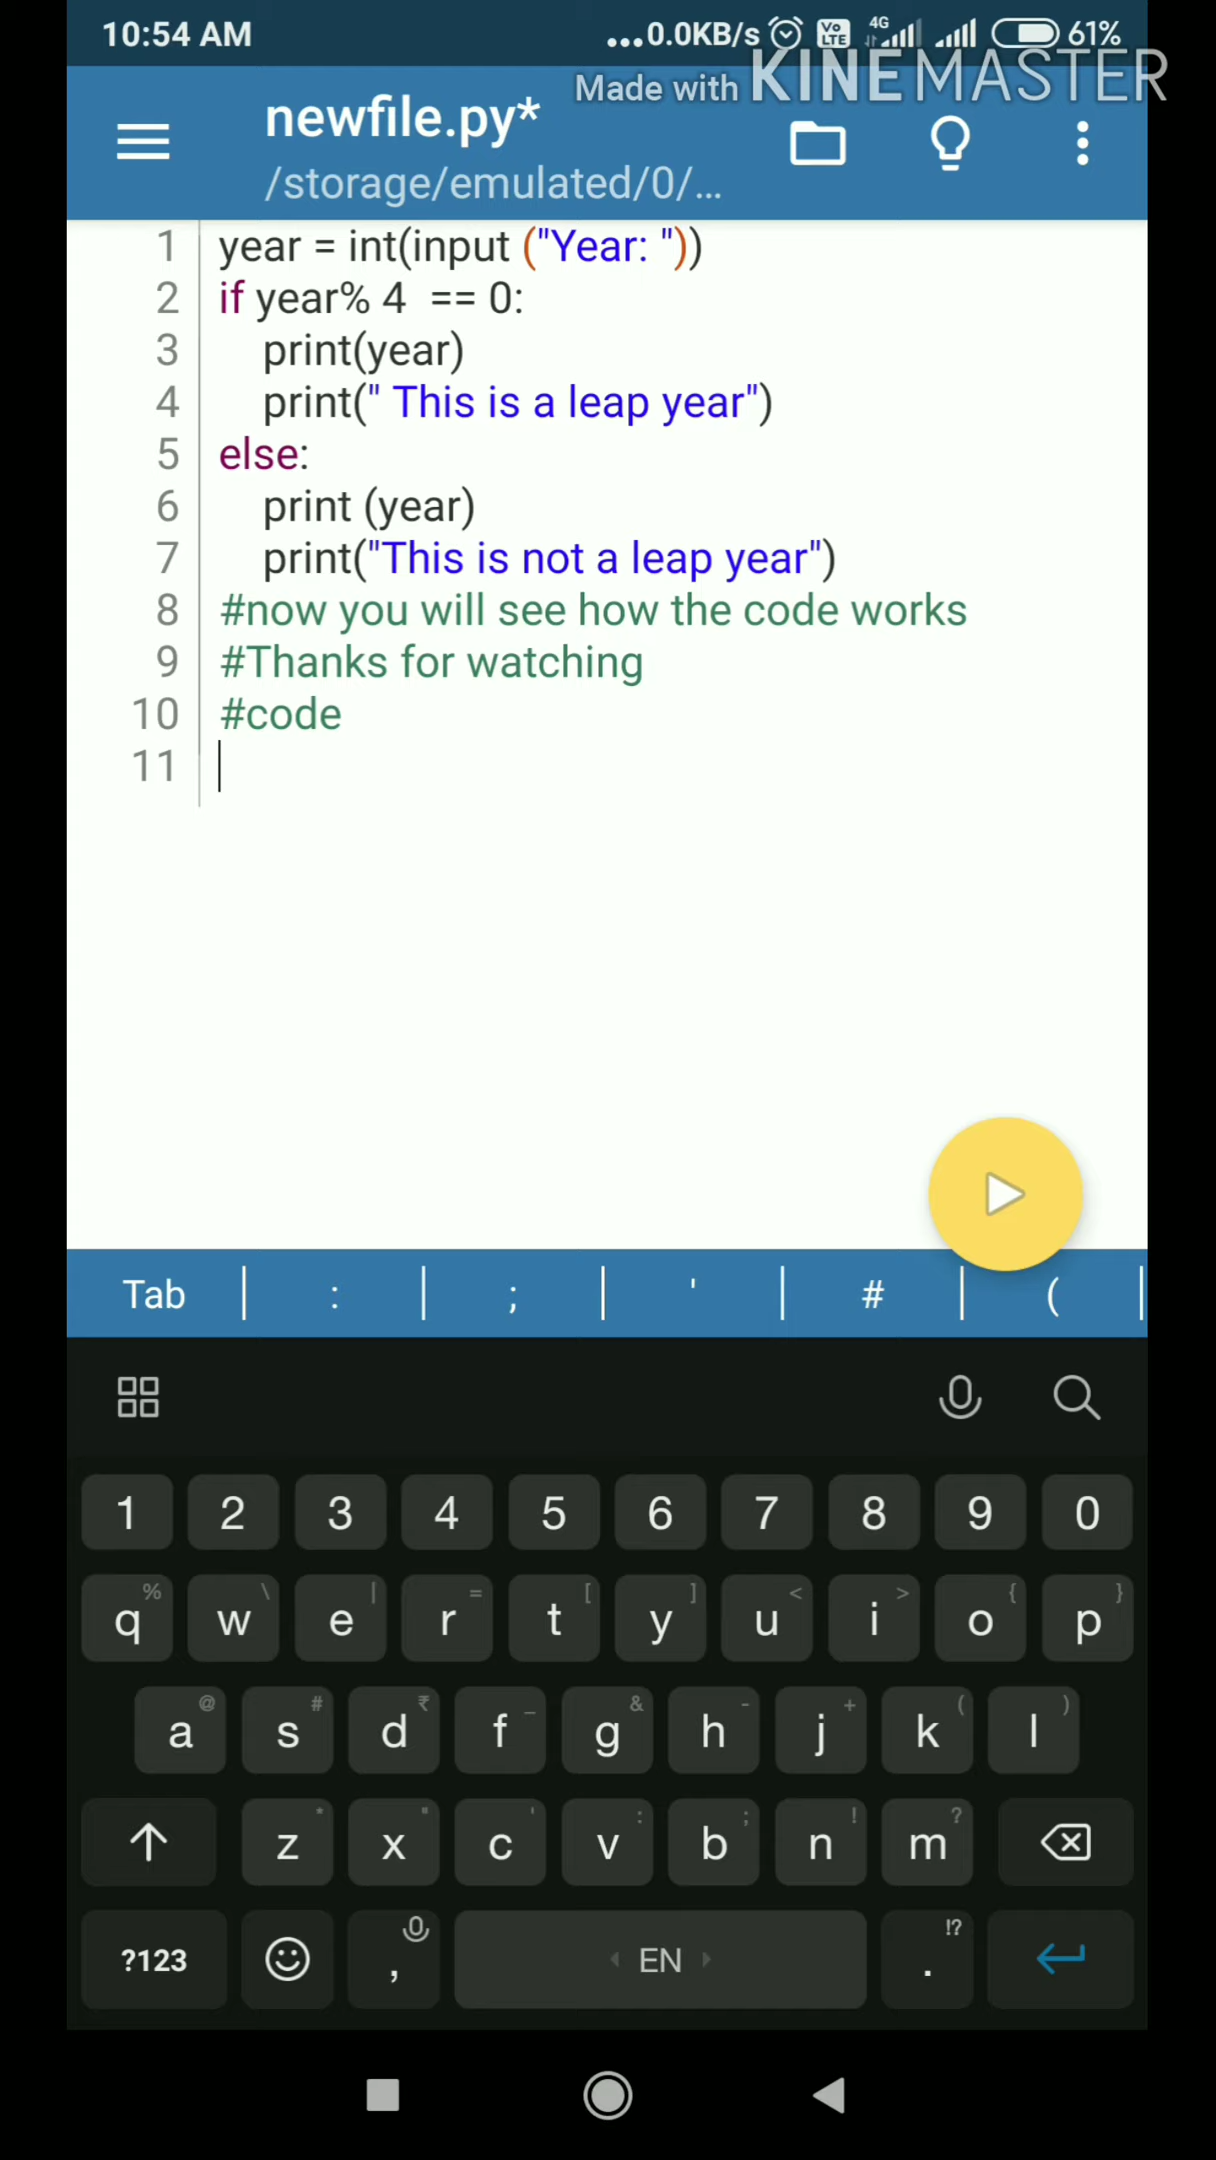 10:54 AM
...0.0KB/s Vo LTE 4G 61%
Made with KINEMASTER
newfile.py*
/storage/emulated/0/...
1 year = int(input ("Year: "))
2 if year% 4  == 0:
3     print(year)
4     print(" This is a leap year")
5 else:
6     print (year)
7     print("This is not a leap year")
8 #now you will see how the code works
9 #Thanks for watching
10 #code
11
Tab | : | ; | ' | # | ( |
1 2 3 4 5 6 7 8 9 0
% \ | = [ ] < > { }
q w e r t y u i o p
@ # ₹ _ & - + ( )
a s d f g h j k l
* " ' : ; ! ?
z x c v b n m
!?
?123 , EN .